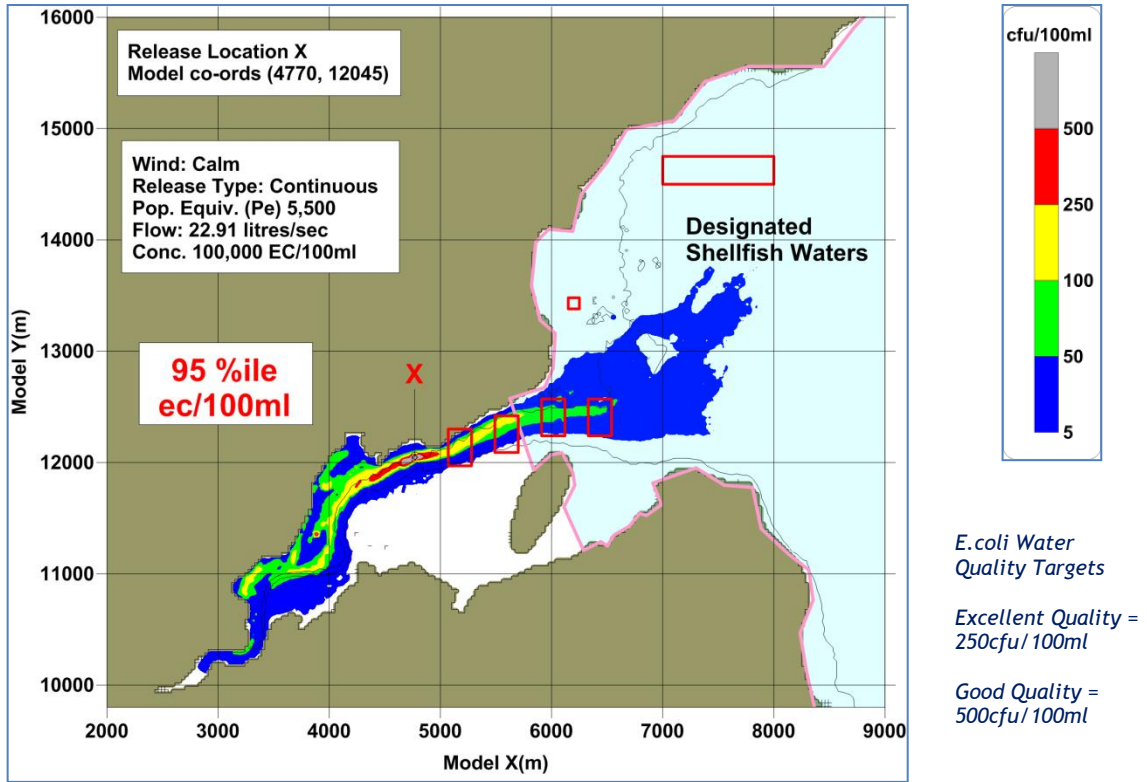 16000
15000
14000
13000
12000
11000
10000
Model Y(m)
2000
3000
4000
5000
6000
7000
8000
9000
Model X(m)
Release Location X
Model co-ords (4770, 12045)
Wind: Calm
Release Type: Continuous
Pop. Equiv. (Pe) 5,500
Flow: 22.91 litres/sec
Conc. 100,000 EC/100ml
Designated
Shellfish Waters
95 %ile
ec/100ml
X
cfu/100ml
500
250
100
50
5
E.coli Water
Quality Targets
Excellent Quality =
250cfu/100ml
Good Quality =
500cfu/100ml